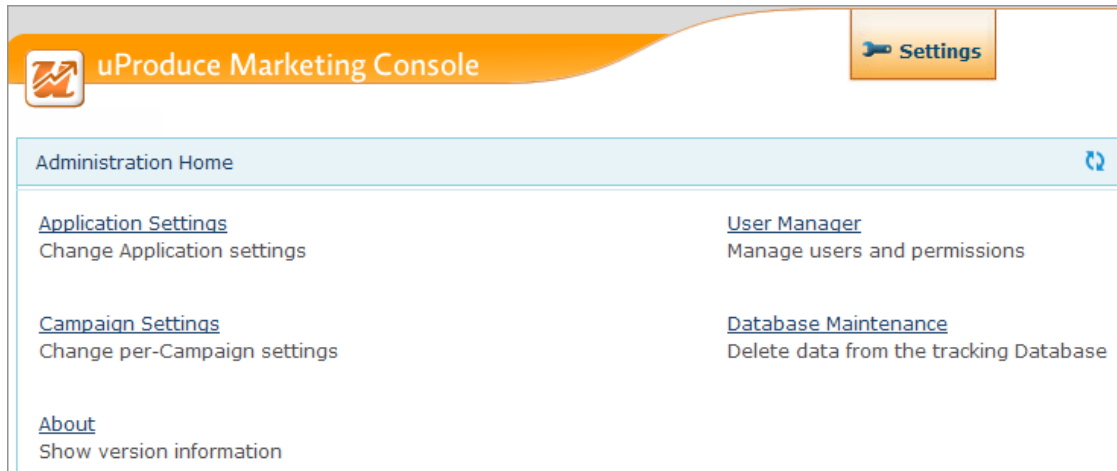 uProduce Marketing Console
Settings
Administration Home
Application Settings
Change Application settings
User Manager
Manage users and permissions
Campaign Settings
Change per-Campaign settings
Database Maintenance
Delete data from the tracking Database
About
Show version information